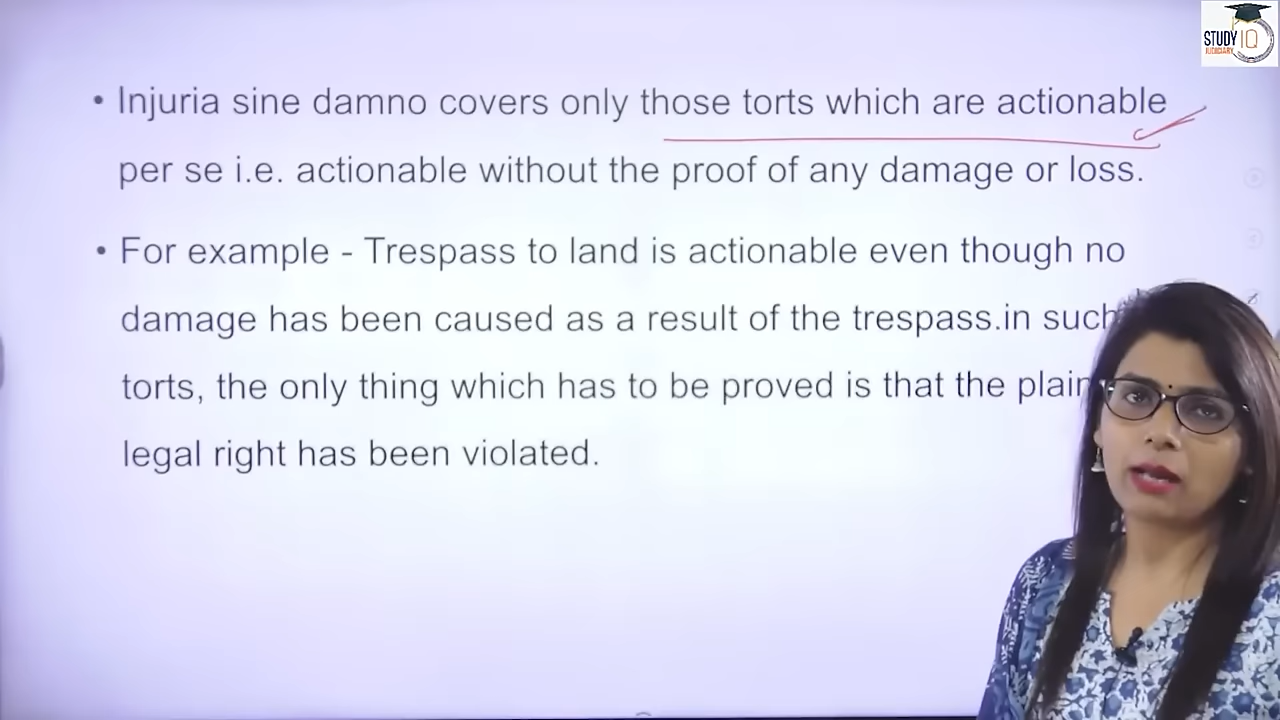 STUDY IQ
JUDICIARY
• Injuria sine damno covers only those torts which are actionable
per se i.e. actionable without the proof of any damage or loss.
• For example - Trespass to land is actionable even though no
damage has been caused as a result of the trespass.in such
torts, the only thing which has to be proved is that the plain
legal right has been violated.